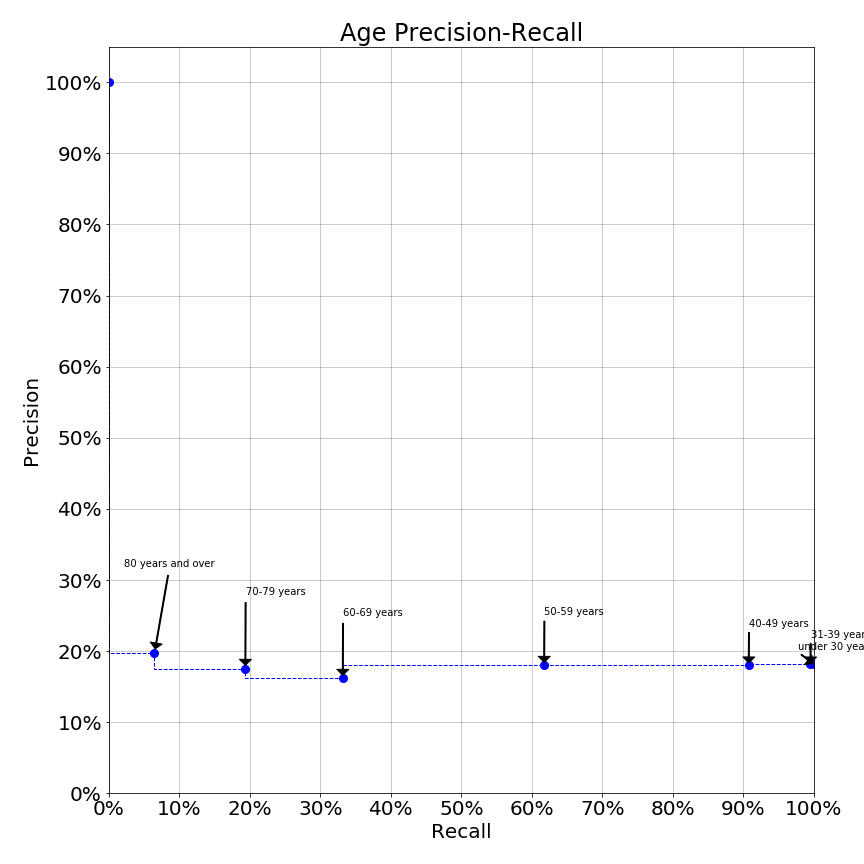 Age Precision-Recall
100%
90%
80%
70%
60%
50%
40%
30%
20%
10%
0%
Precision
80 years and over
70-79 years
60-69 years
50-59 years
40-49 years
31-39 year
under 30 yea
0% 10% 20% 30% 40% 50% 60% 70% 80% 90% 100%
Recall